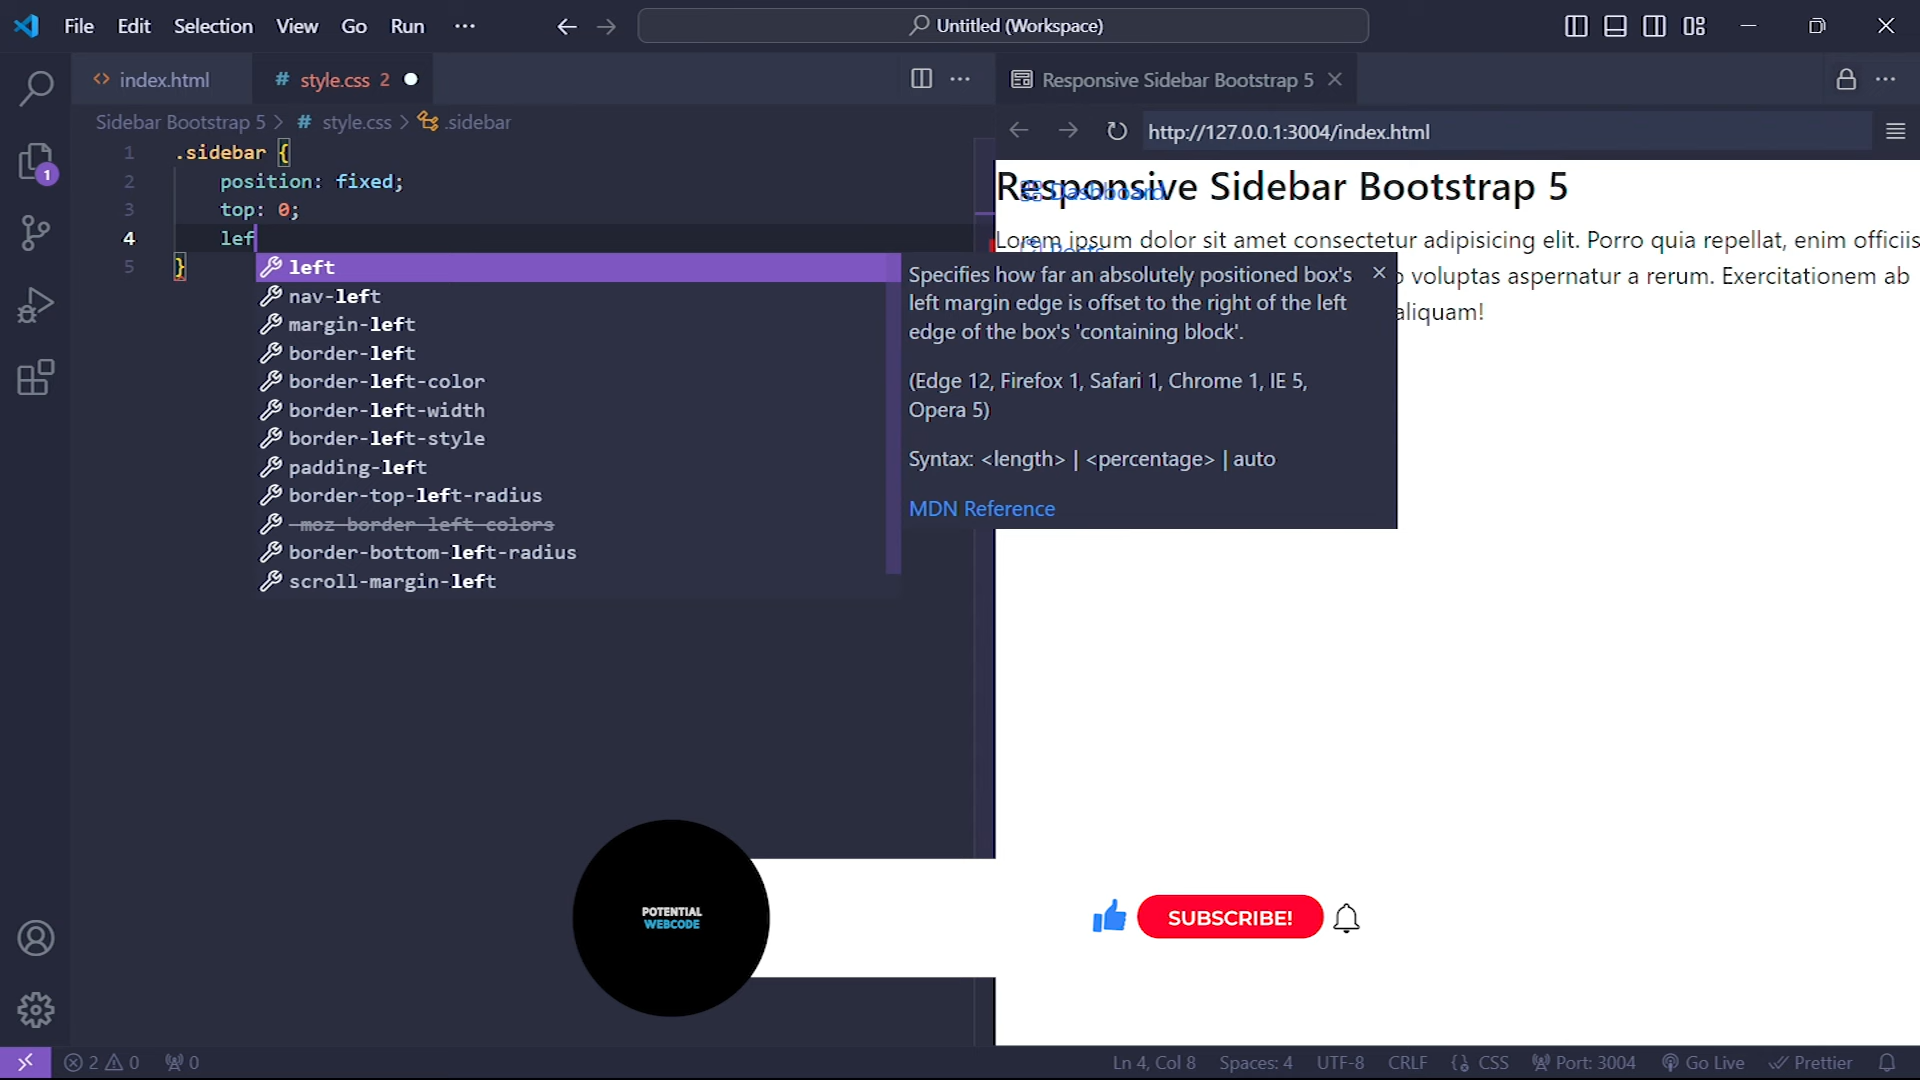 File Edit Selection View Go Run ···
Untitled (Workspace)
index.html
# style.css 2
Responsive Sidebar Bootstrap 5
Sidebar Bootstrap 5 > # style.css > .sidebar
http://127.0.0.1:3004/index.html
1 .sidebar {
2 position: fixed;
3 top: 0;
4 lef
5 }
left
nav-left
margin-left
border-left
border-left-color
border-left-width
border-left-style
padding-left
border-top-left-radius
-moz-border-left-colors
border-bottom-left-radius
scroll-margin-left
Specifies how far an absolutely positioned box's
left margin edge is offset to the right of the left
edge of the box's 'containing block'.
(Edge 12, Firefox 1, Safari 1, Chrome 1, IE 5,
Opera 5)
Syntax: <length> | <percentage> | auto
MDN Reference
Responsive Sidebar Bootstrap 5
Dashboard
Lorem ipsum dolor sit amet consectetur adipisicing elit. Porro quia repellat, enim officiis
Posts
voluptas aspernatur a rerum. Exercitationem ab
aliquam!
1
POTENTIAL
WEBCODE
SUBSCRIBE!
2 0 0
Ln 4, Col 8 Spaces: 4 UTF-8 CRLF {} CSS Port: 3004 Go Live Prettier